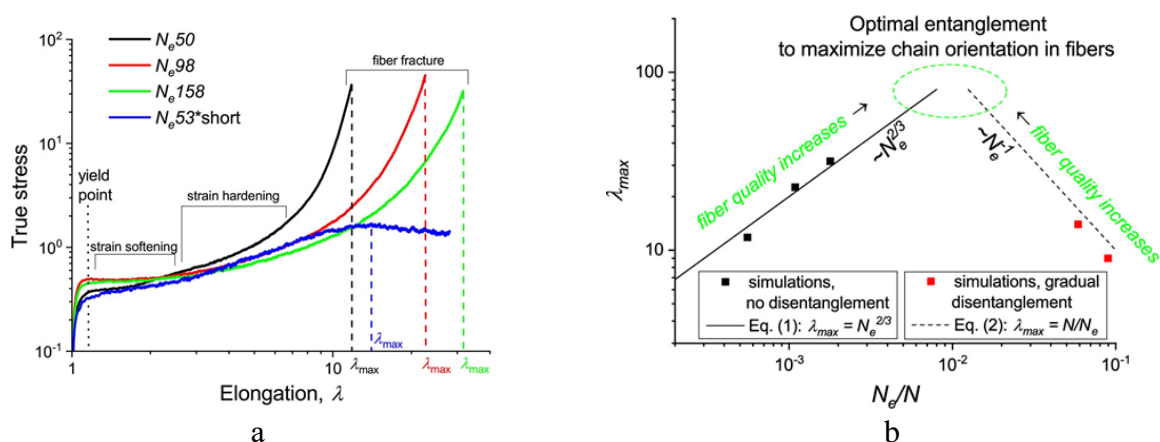 N_e50
N_e98
N_e158
N_e53*short
fiber fracture
yield
point
strain hardening
strain softening
True stress
10^2
10^1
10^0
10^-1
λ_max
λ_max
λ_max
λ_max
1
10
Elongation, λ
a
Optimal entanglement
to maximize chain orientation in fibers
100
10
λ_max
fiber quality increases →
~N_e^2/3
~N_e^-1
← fiber quality increases
simulations,
no disentanglement
Eq. (1): λ_max = N_e^2/3
simulations, gradual
disentanglement
Eq. (2): λ_max = N/N_e
10^-3
10^-2
10^-1
N_e/N
b